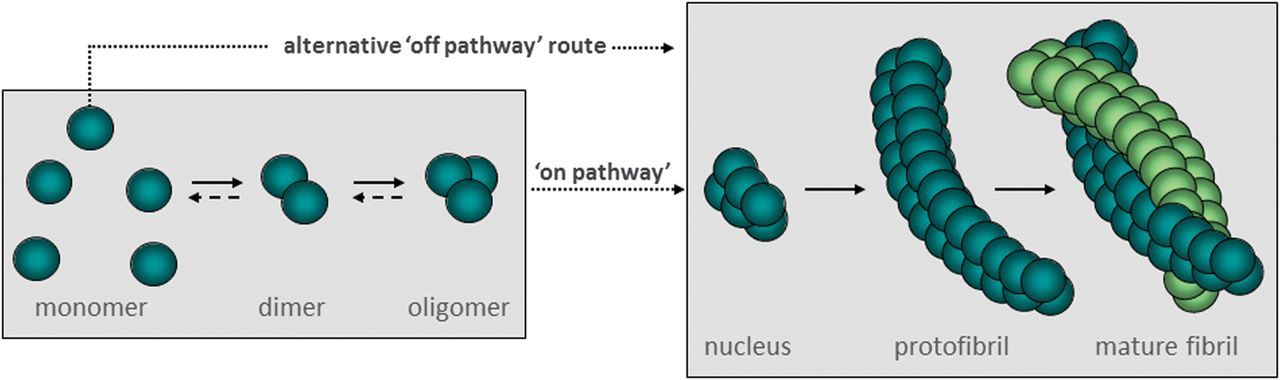 alternative ‘off pathway’ route
‘on pathway’
monomer
dimer
oligomer
nucleus
protofibril
mature fibril